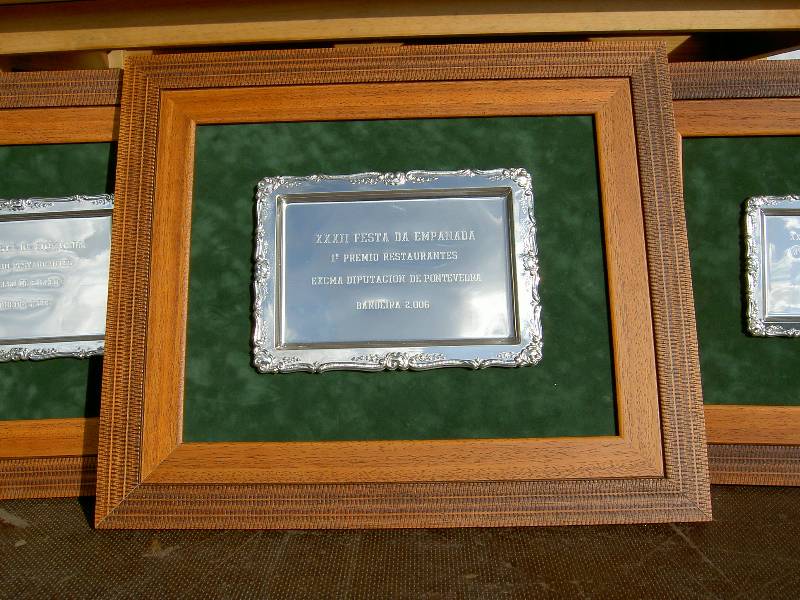 XXXII FESTA DA EMPANADA
1º PREMIO RESTAURANTES
EXCMA DIPUTACION DE PONTEVEDRA
BANDEIRA 2.006